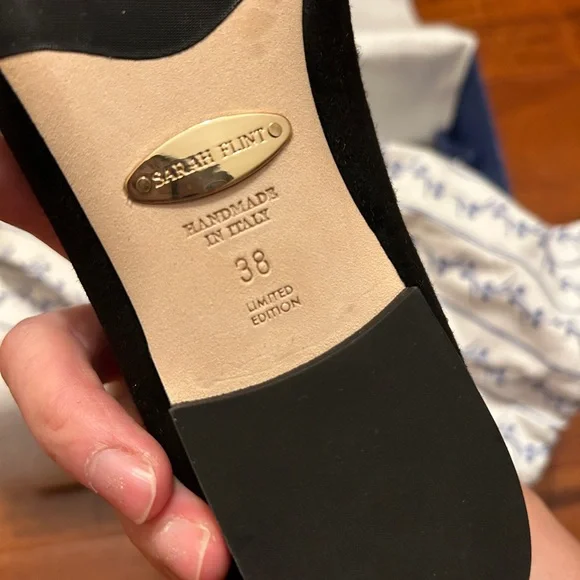 SARAH FLINT
HANDMADE
IN ITALY
38
LIMITED
EDITION